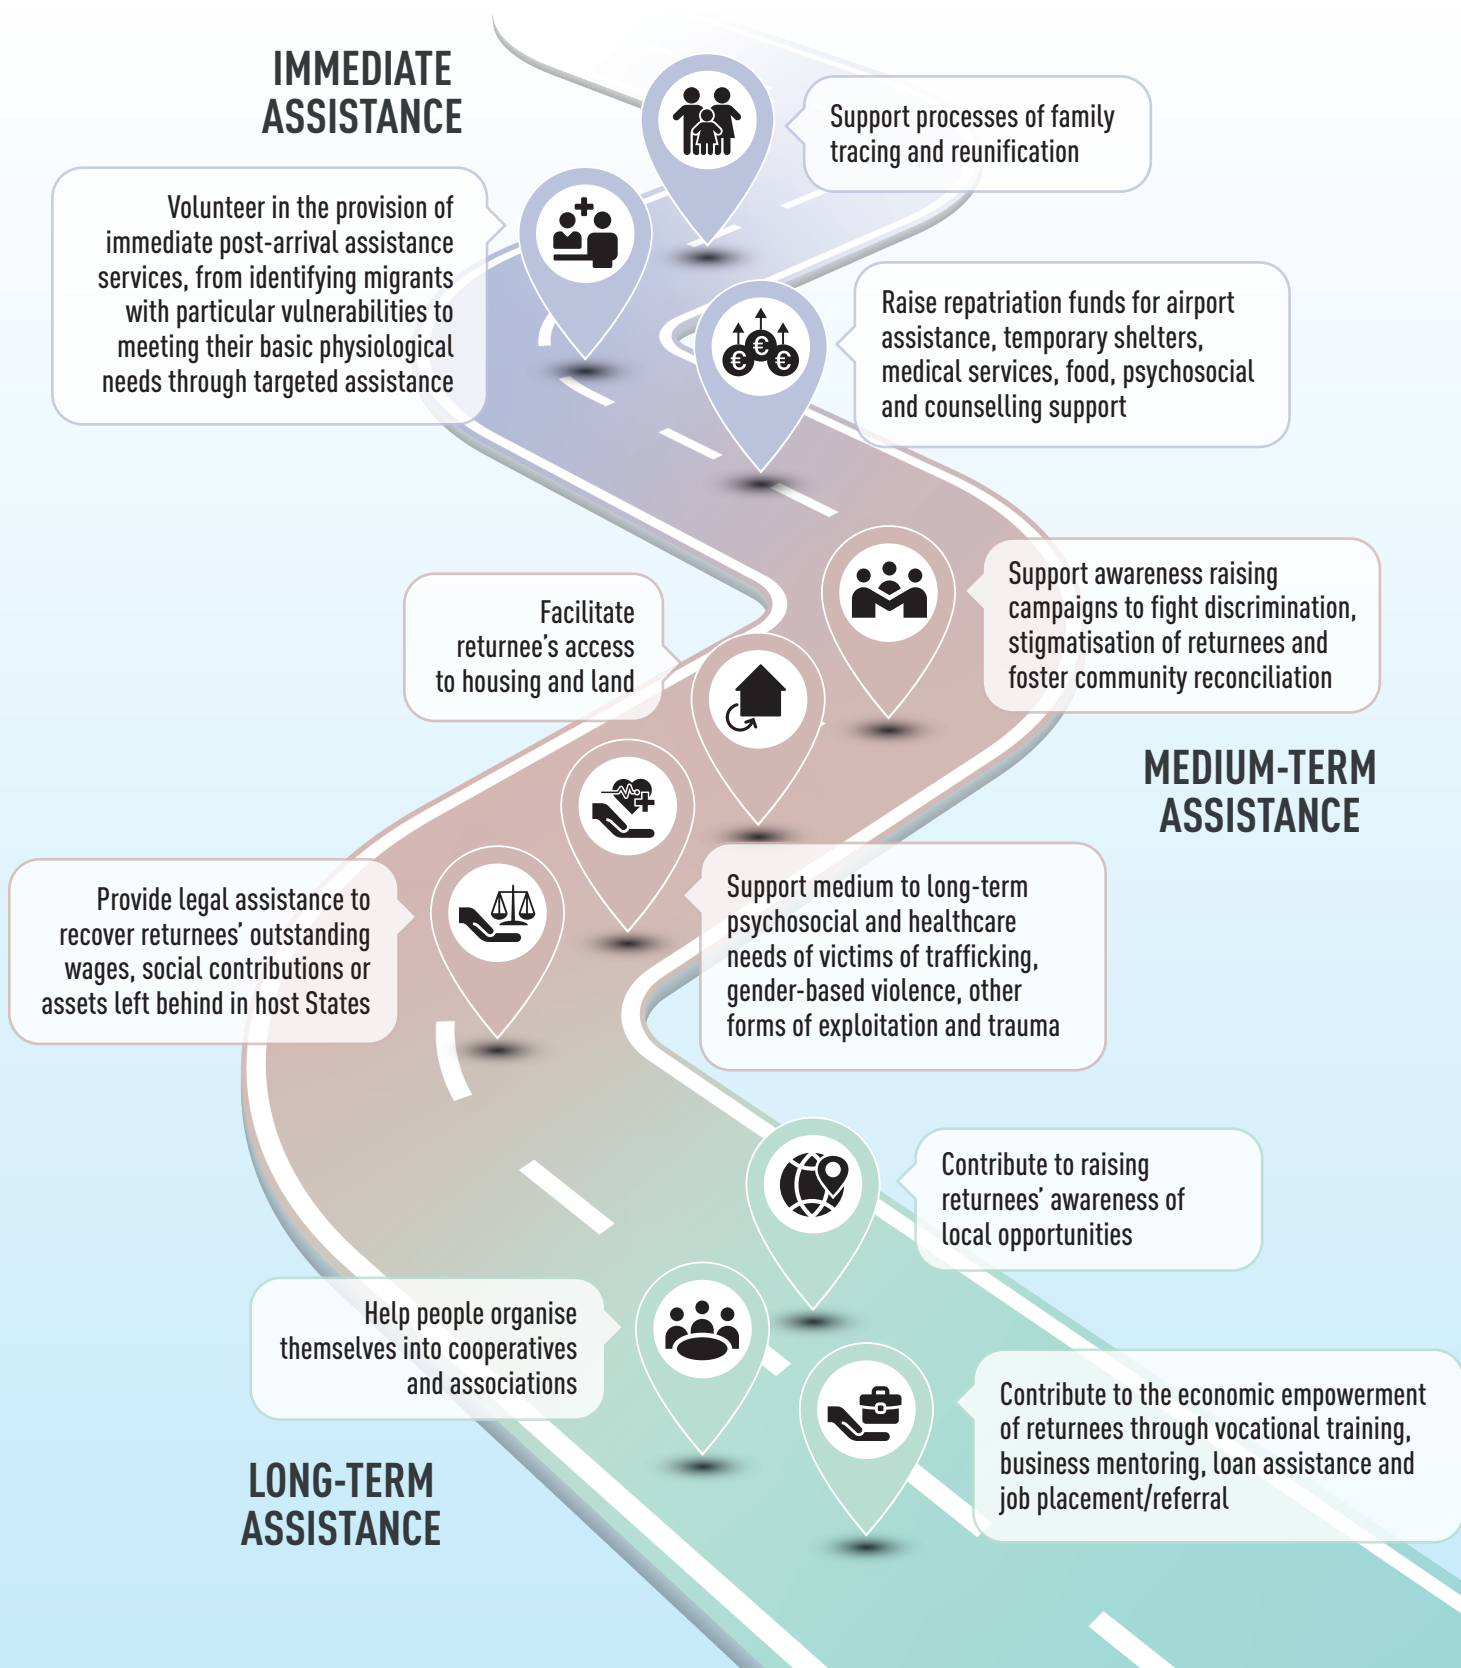 IMMEDIATE
ASSISTANCE
Support processes of family
tracing and reunification
Volunteer in the provision of
immediate post-arrival assistance
services, from identifying migrants
with particular vulnerabilities to
meeting their basic physiological
needs through targeted assistance
Raise repatriation funds for airport
assistance, temporary shelters,
medical services, food, psychosocial
and counselling support
€
€
€
Support awareness raising
campaigns to fight discrimination,
stigmatisation of returnees and
foster community reconciliation
Facilitate
returnee’s access
to housing and land
MEDIUM-TERM
ASSISTANCE
Support medium to long-term
psychosocial and healthcare
needs of victims of trafficking,
gender-based violence, other
forms of exploitation and trauma
Provide legal assistance to
recover returnees’ outstanding
wages, social contributions or
assets left behind in host States
Contribute to raising
returnees’ awareness of
local opportunities
Help people organise
themselves into cooperatives
and associations
Contribute to the economic empowerment
of returnees through vocational training,
business mentoring, loan assistance and
job placement/referral
LONG-TERM
ASSISTANCE